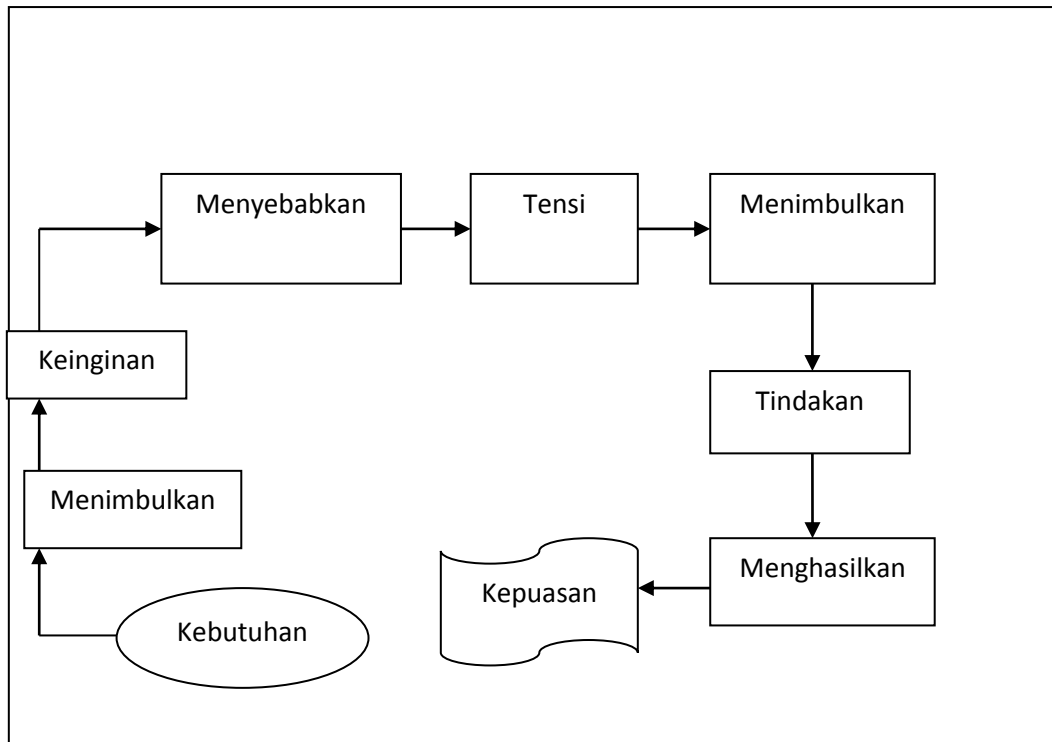 Menyebabkan
Tensi
Menimbulkan
Keinginan
Tindakan
Menimbulkan
Menghasilkan
Kepuasan
Kebutuhan